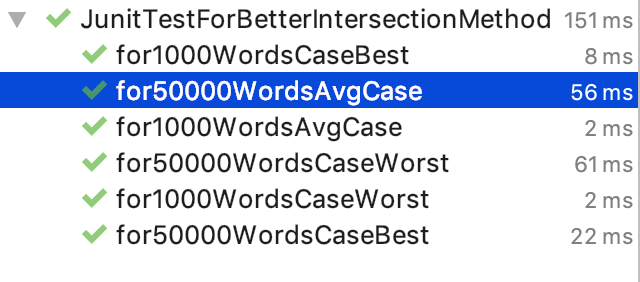 JunitTestForBetterIntersectionMethod 151 ms
for1000WordsCaseBest 8 ms
for50000WordsAvgCase 56 ms
for1000WordsAvgCase 2 ms
for50000WordsCaseWorst 61 ms
for1000WordsCaseWorst 2 ms
for50000WordsCaseBest 22 ms